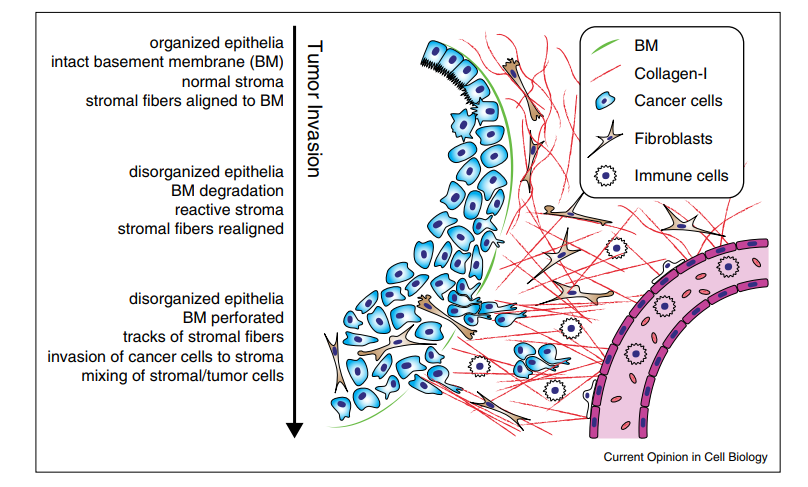 organized epithelia
intact basement membrane (BM)
normal stroma
stromal fibers aligned to BM
disorganized epithelia
BM degradation
reactive stroma
stromal fibers realigned
disorganized epithelia
BM perforated
tracks of stromal fibers
invasion of cancer cells to stroma
mixing of stromal/tumor cells
Tumor Invasion
BM
Collagen-I
Cancer cells
Fibroblasts
Immune cells
Current Opinion in Cell Biology